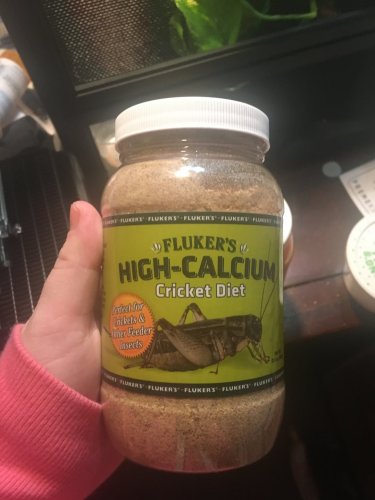 FLUKER'S FLUKER'S FLUKER'S FLUKER'S FLUKER'S
FLUKER'S
HIGH-CALCIUM
Cricket Diet
Perfect for
Crickets &
Other Feeder
Insects
FLUKER'S FLUKER'S FLUKER'S FLUKER'S